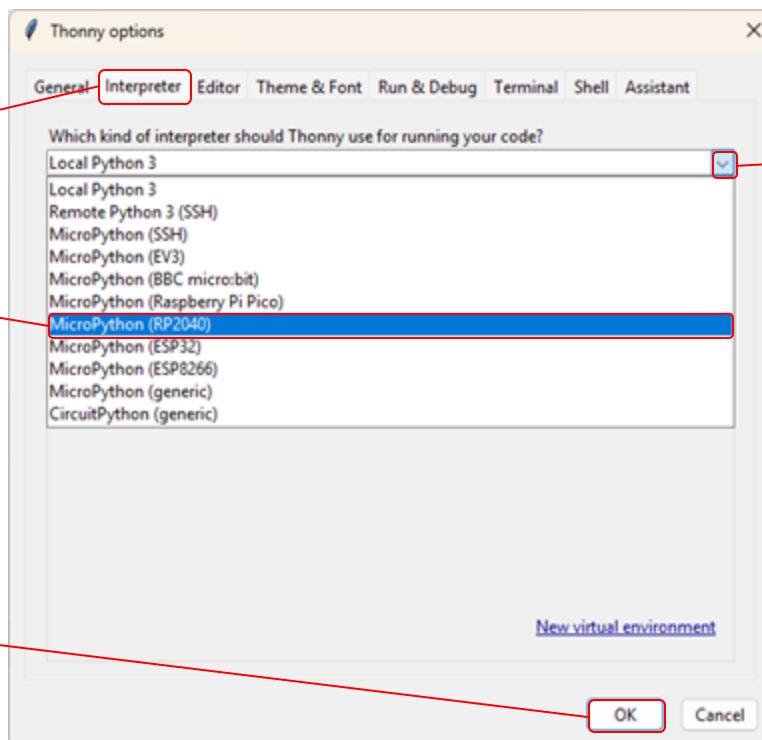 Thonny options
General Interpreter Editor Theme & Font Run & Debug Terminal Shell Assistant
Which kind of interpreter should Thonny use for running your code?
Local Python 3
Local Python 3
Remote Python 3 (SSH)
MicroPython (SSH)
MicroPython (EV3)
MicroPython (BBC micro:bit)
MicroPython (Raspberry Pi Pico)
MicroPython (RP2040)
MicroPython (ESP32)
MicroPython (ESP8266)
MicroPython (generic)
CircuitPython (generic)
New virtual environment
OK Cancel